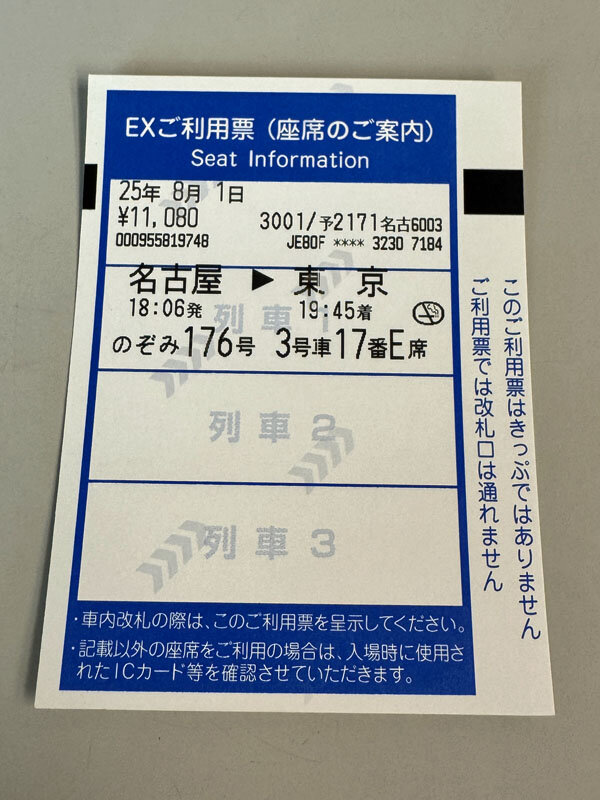 EXご利用票（座席のご案内）
Seat Information
25年 8月 1日
¥11,080
3001/予2171名古6003
000955819748
JE80F **** 3230 7184
名古屋 ▶ 東 京
18:06発
19:45着
列車1
のぞみ176号 3号車17番E席
列車2
列車3
・車内改札の際は、このご利用票を呈示してください。
・記載以外の座席をご利用の場合は、入場時に使用さ
れたICカード等を確認させていただきます。
このご利用票はきっぷではありません
ご利用票では改札口は通れません